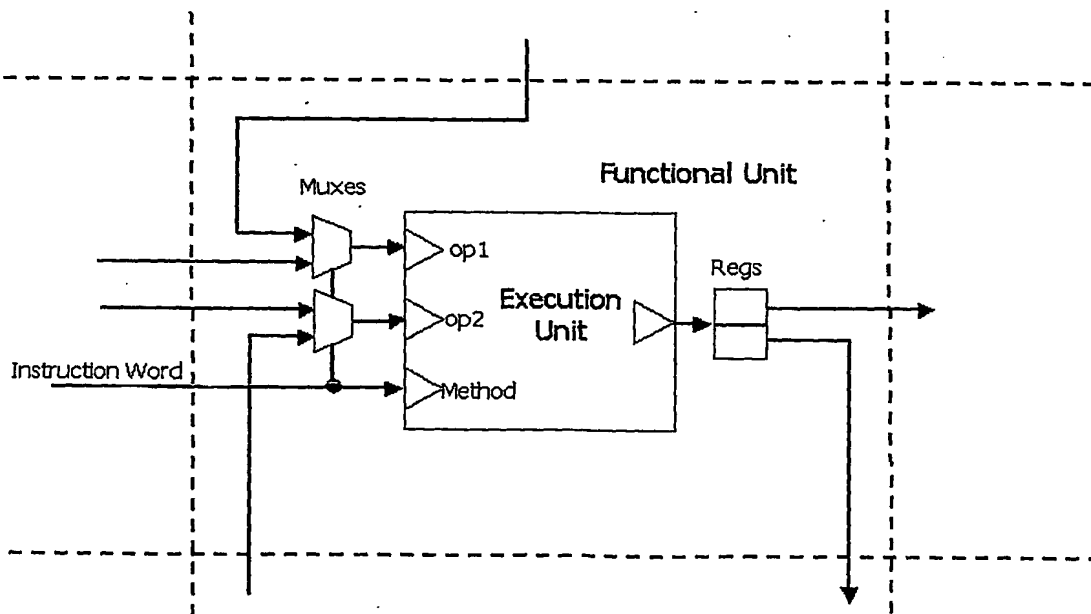 Functional Unit
Muxes
op1
Regs
Execution
Unit
op2
Instruction Word
Method